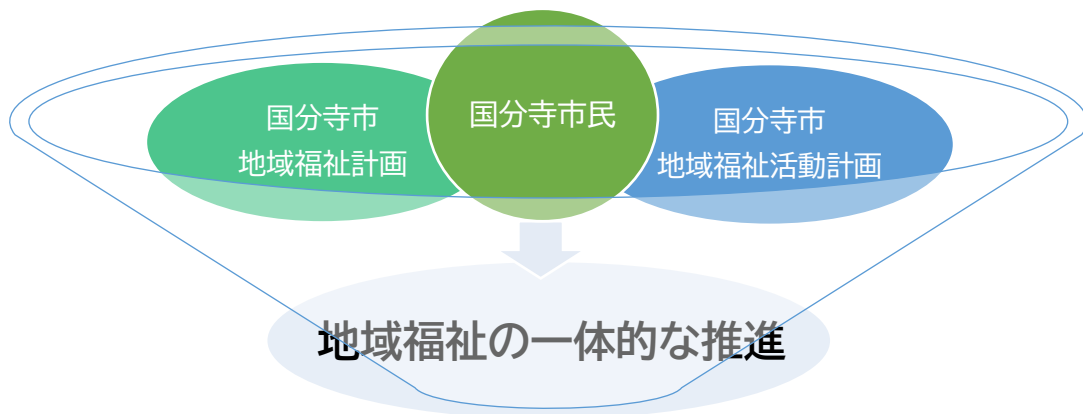 国分寺市
地域福祉計画
国分寺市民
国分寺市
地域福祉活動計画
地域福祉の一体的な推進